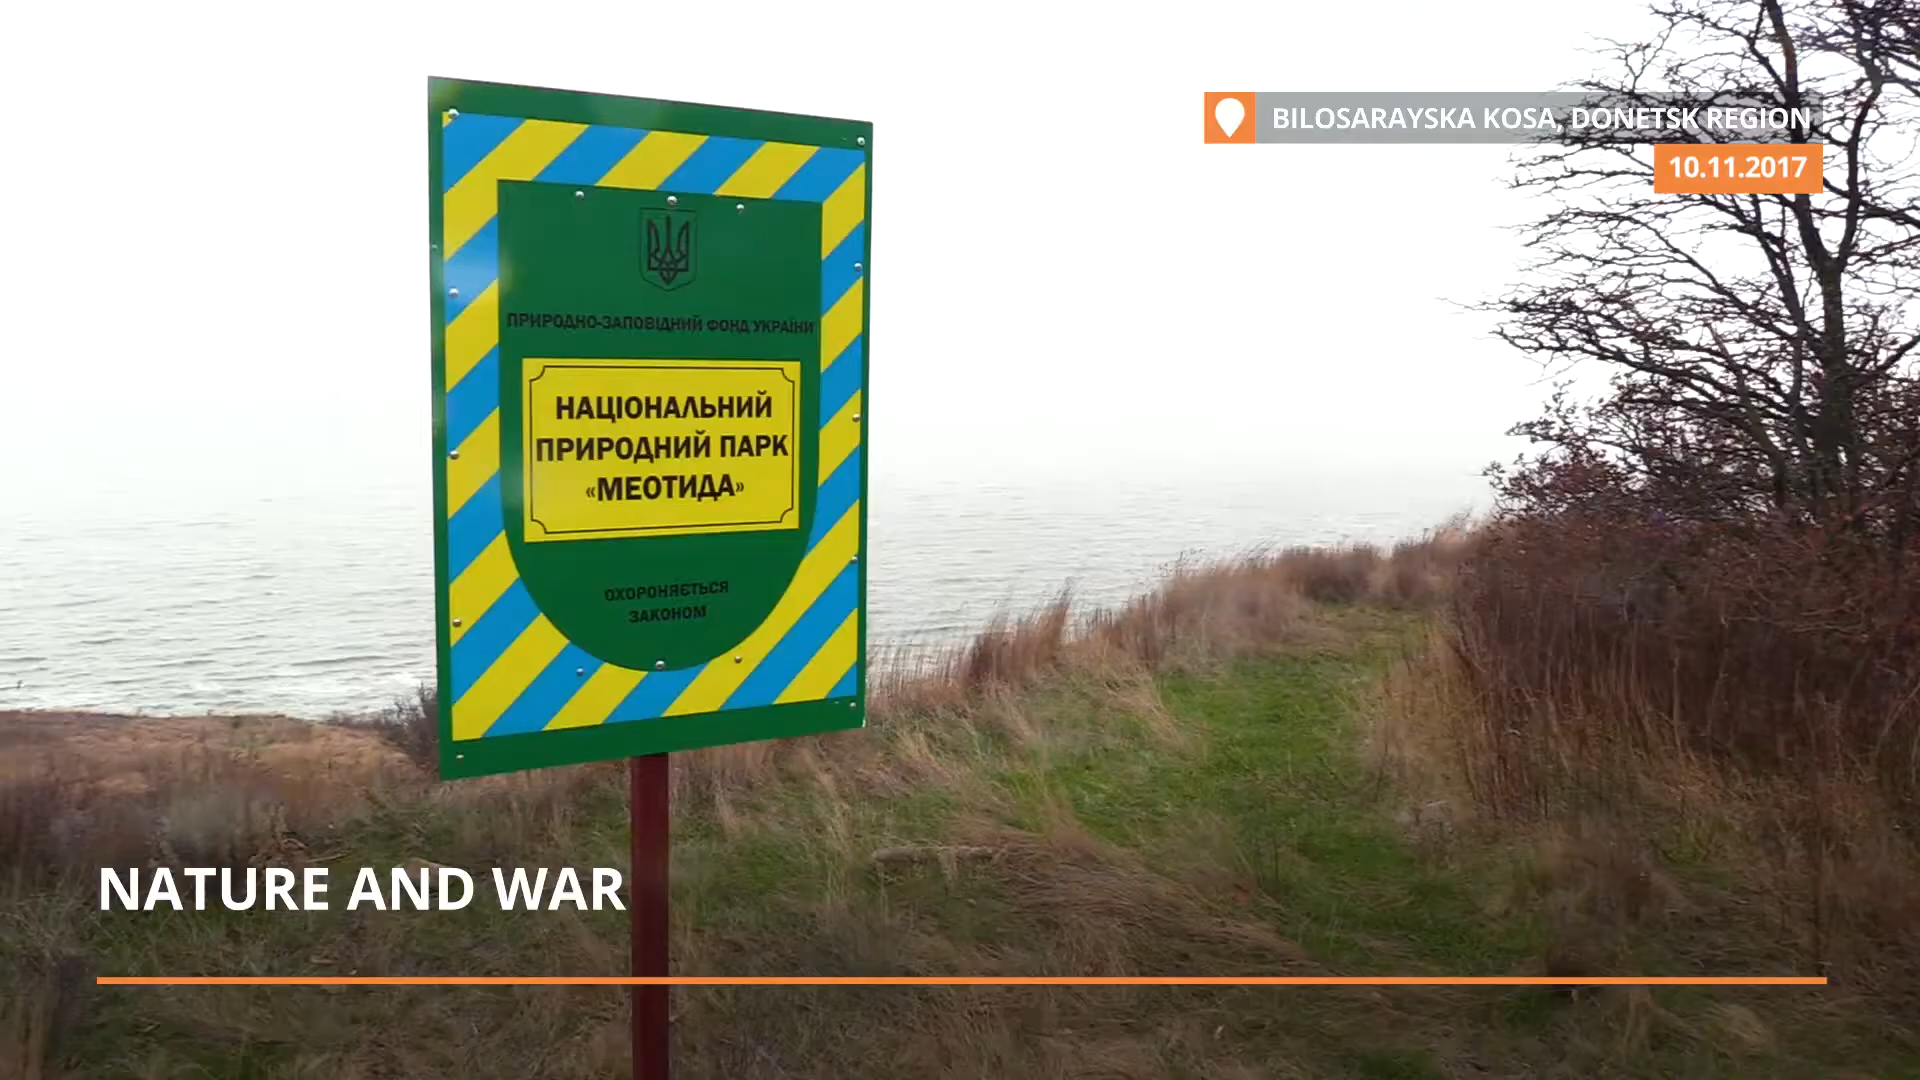 BILOSARAYSKA KOSA, DONETSK REGION
10.11.2017
ПРИРОДНО-ЗАПОВІДНИЙ ФОНД УКРАЇНИ
НАЦІОНАЛЬНИЙ
ПРИРОДНИЙ ПАРК
«МЕОТИДА»
ОХОРОНЯЄТЬСЯ
ЗАКОНОМ
NATURE AND WAR